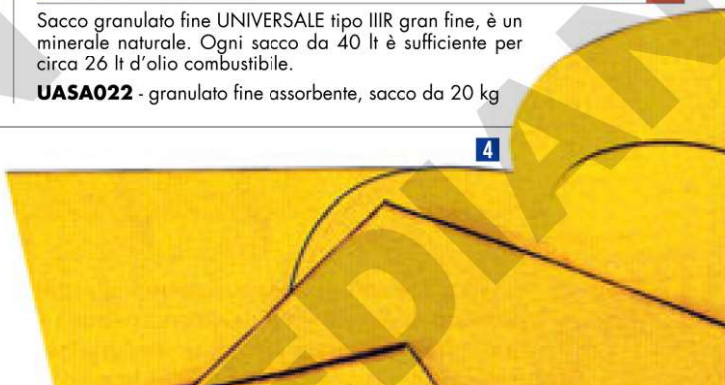 Sacco granulato fine UNIVERSALE tipo IIIR gran fine, è un
minerale naturale. Ogni sacco da 40 lt è sufficiente per
circa 26 lt d'olio combustibile.
UASA022 - granulato fine assorbente, sacco da 20 kg
4